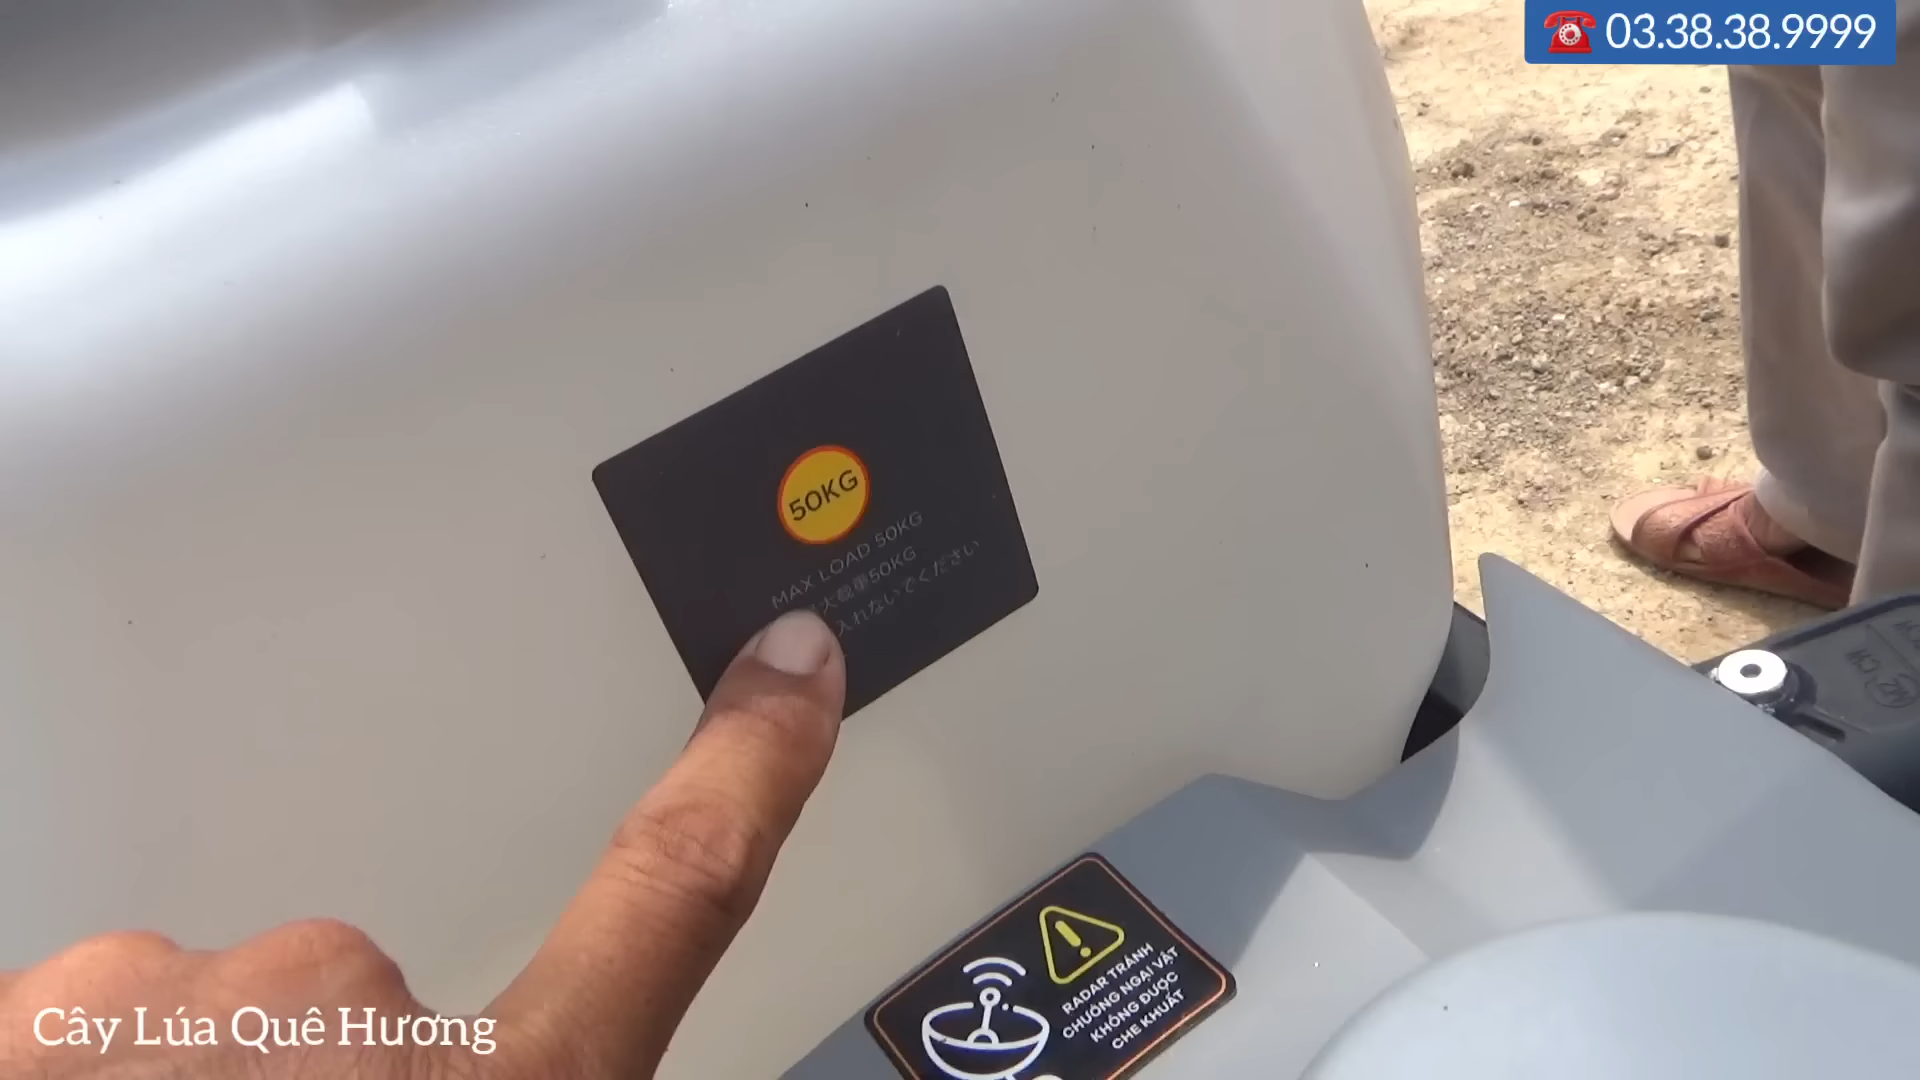 03.38.38.9999
50KG
MAX LOAD 50KG
大載重50KG
入れないでください
RADAR TRÁNH
CHƯỚNG NGẠI VẬT
KHÔNG ĐƯỢC
CHE KHUẤT
Cây Lúa Quê Hương